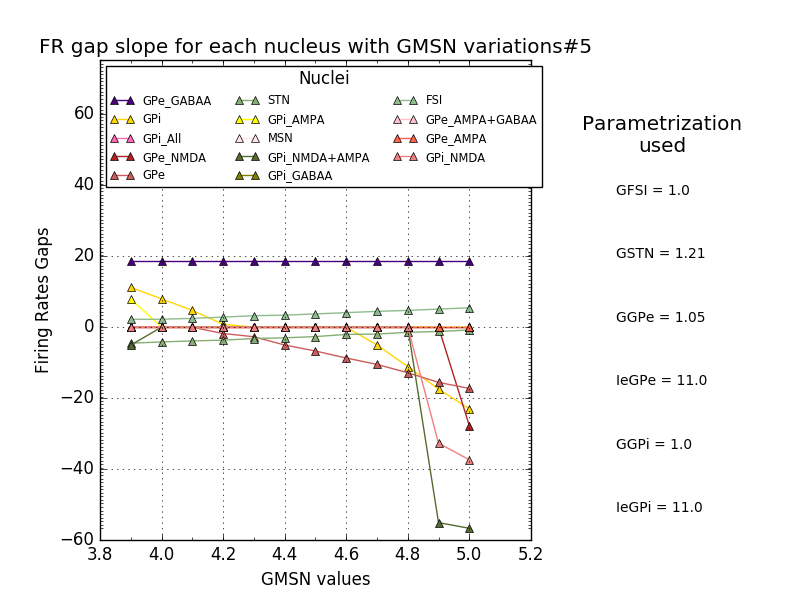 FR gap slope for each nucleus with GMSN variations#5
Nuclei
GPe_GABAA
GPi
GPi_All
GPe_NMDA
GPe
STN
GPi_AMPA
MSN
GPi_NMDA+AMPA
GPi_GABAA
FSI
GPe_AMPA+GABAA
GPe_AMPA
GPi_NMDA
Firing Rates Gaps
60
40
20
0
−20
−40
−60
3.8 4.0 4.2 4.4 4.6 4.8 5.0 5.2
GMSN values
Parametrization
used
GFSI = 1.0
GSTN = 1.21
GGPe = 1.05
IeGPe = 11.0
GGPi = 1.0
IeGPi = 11.0